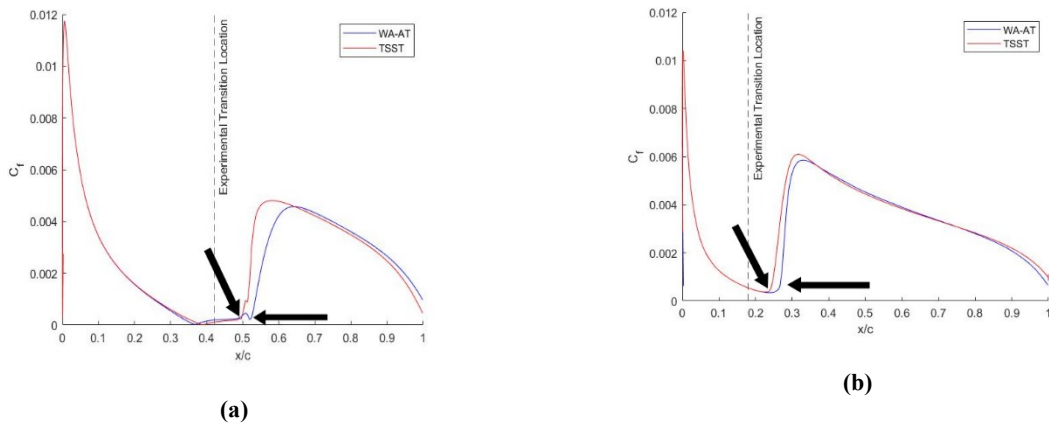 0.012
0.01
0.008
0.006
0.004
0.002
0
C_f
0 0.1 0.2 0.3 0.4 0.5 0.6 0.7 0.8 0.9 1
x/c
Experimental Transition Location
WA-AT
TSST
(a)
0.012
0.01
0.008
0.006
0.004
0.002
0
C_f
0 0.1 0.2 0.3 0.4 0.5 0.6 0.7 0.8 0.9 1
x/c
Experimental Transition Location
WA-AT
TSST
(b)